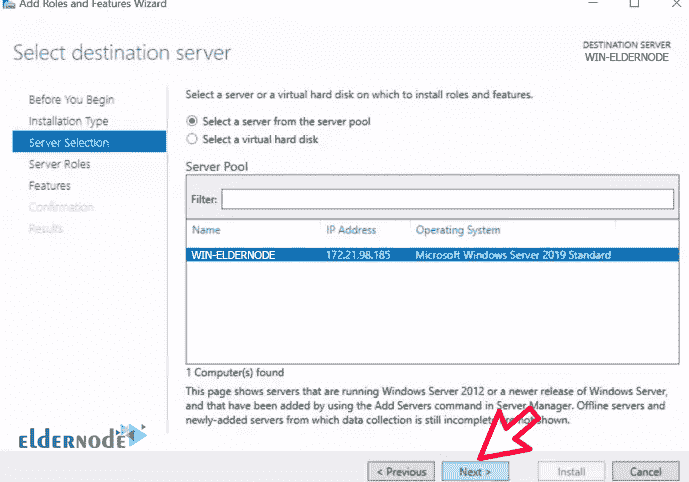 Add Roles and Features Wizard
Select destination server
DESTINATION SERVER
WIN-ELDERNODE
Before You Begin
Installation Type
Server Selection
Server Roles
Features
Confirmation
Results
Select a server or a virtual hard disk on which to install roles and features.
Select a server from the server pool
Select a virtual hard disk
Server Pool
Filter:
Name IP Address Operating System
WIN-ELDERNODE 172.21.98.185 Microsoft Windows Server 2019 Standard
1 Computer(s) found
This page shows servers that are running Windows Server 2012 or a newer release of Windows Server,
and that have been added by using the Add Servers command in Server Manager. Offline servers and
newly-added servers from which data collection is still incomplete not shown.
eldernode
< Previous Next > Install Cancel